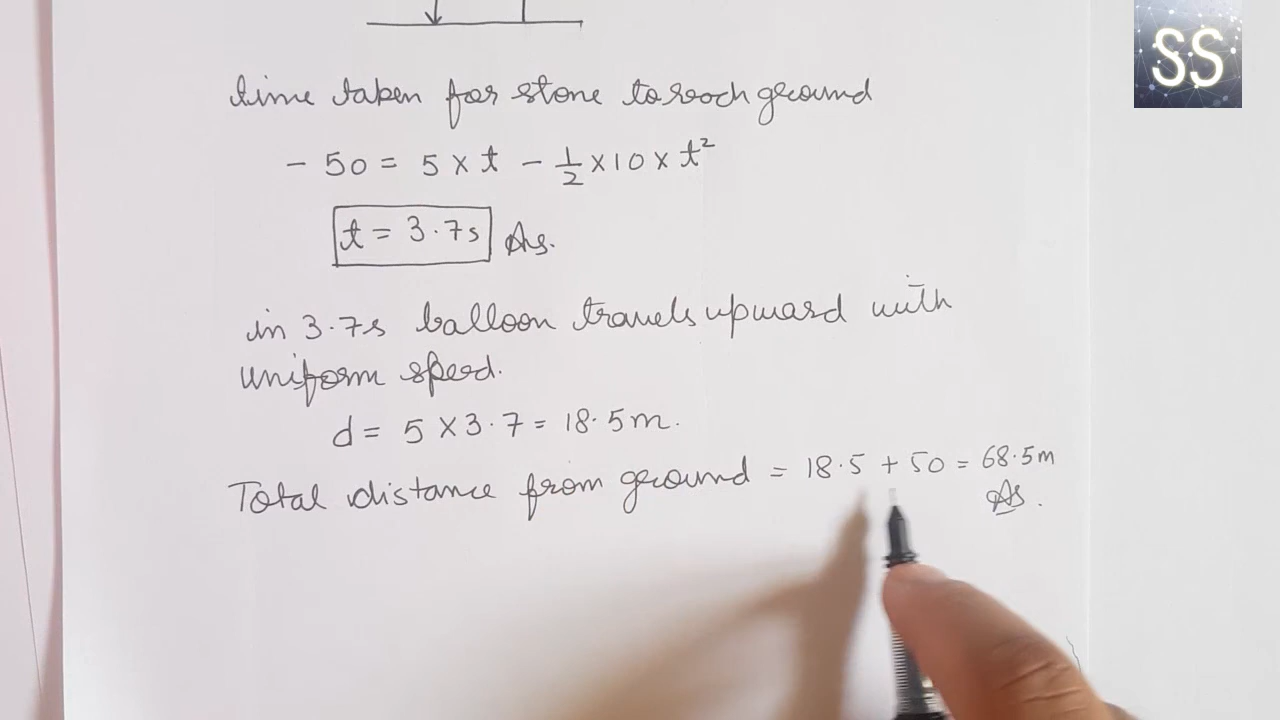 SS
time taken for stone to reach ground
- 50 = 5 × t - 1/2 × 10 × t²
t = 3.7s As.
in 3.7s balloon travels upward with
uniform speed.
d = 5 × 3.7 = 18.5m.
Total distance from ground = 18.5 + 50 = 68.5m
As.